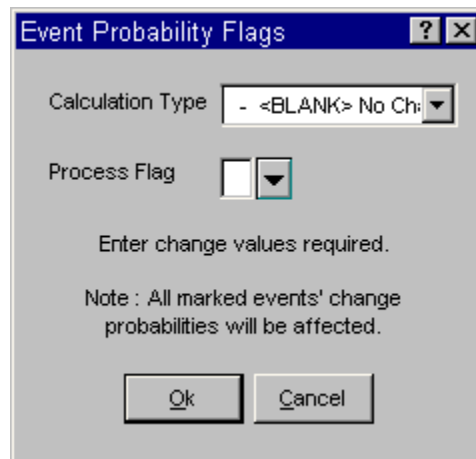 Event Probability Flags
Calculation Type - <BLANK> No Cha
Process Flag
Enter change values required.
Note : All marked events' change
probabilities will be affected.
Ok Cancel